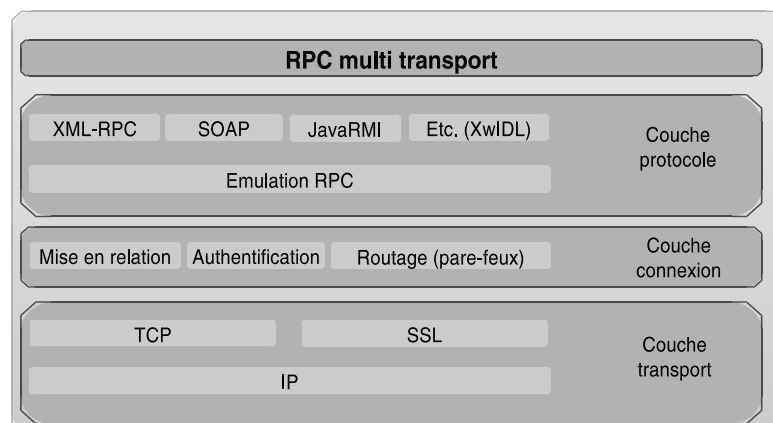 RPC multi transport
XML-RPC SOAP JavaRMI Etc. (XwIDL)
Emulation RPC
Couche
protocole
Mise en relation Authentification Routage (pare-feux)
Couche
connexion
TCP SSL
IP
Couche
transport